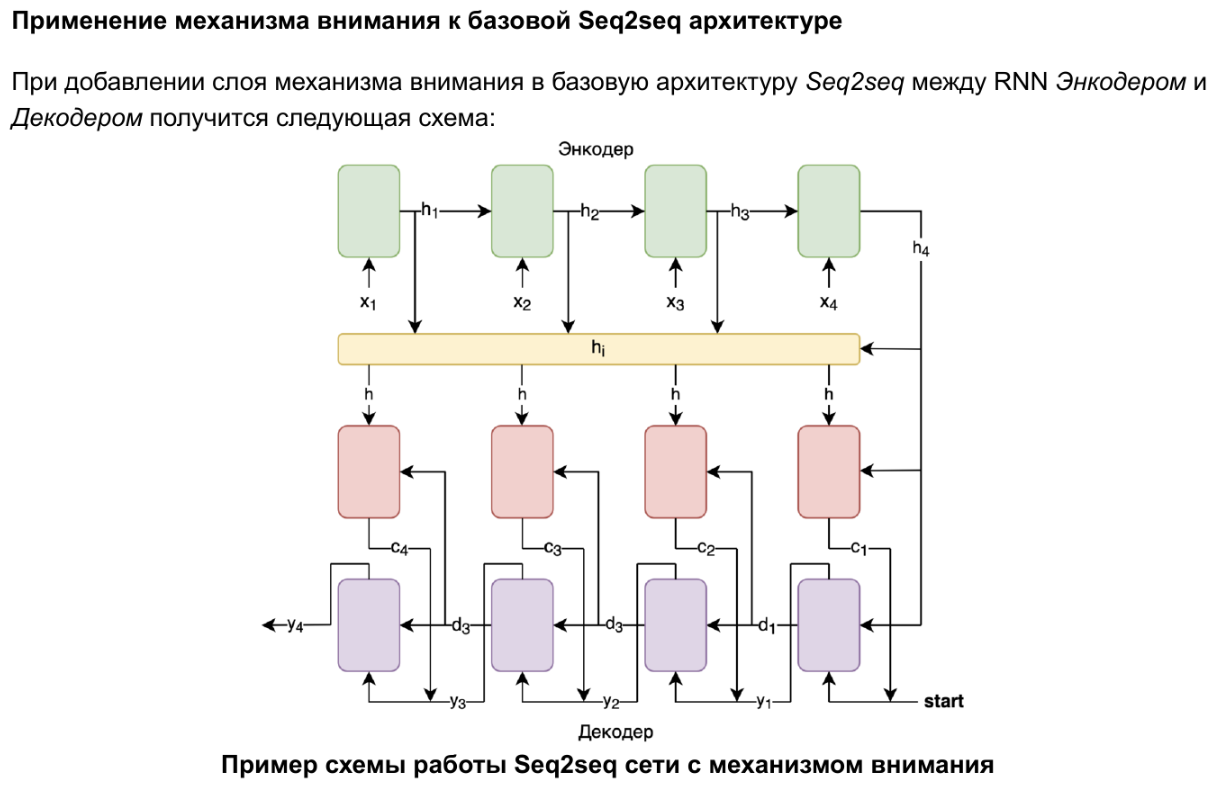 Применение механизма внимания к базовой Seq2seq архитектуре
При добавлении слоя механизма внимания в базовую архитектуру Seq2seq между RNN Энкодером и
Декодером получится следующая схема:
Энкодер
h₁ h₂ h₃
h₄
x₁ x₂ x₃ x₄
hᵢ
h h h h
c₄ c₃ c₂ c₁
y₄ d₃ d₃ d₁
y₃ y₂ y₁ start
Декодер
Пример схемы работы Seq2seq сети с механизмом внимания